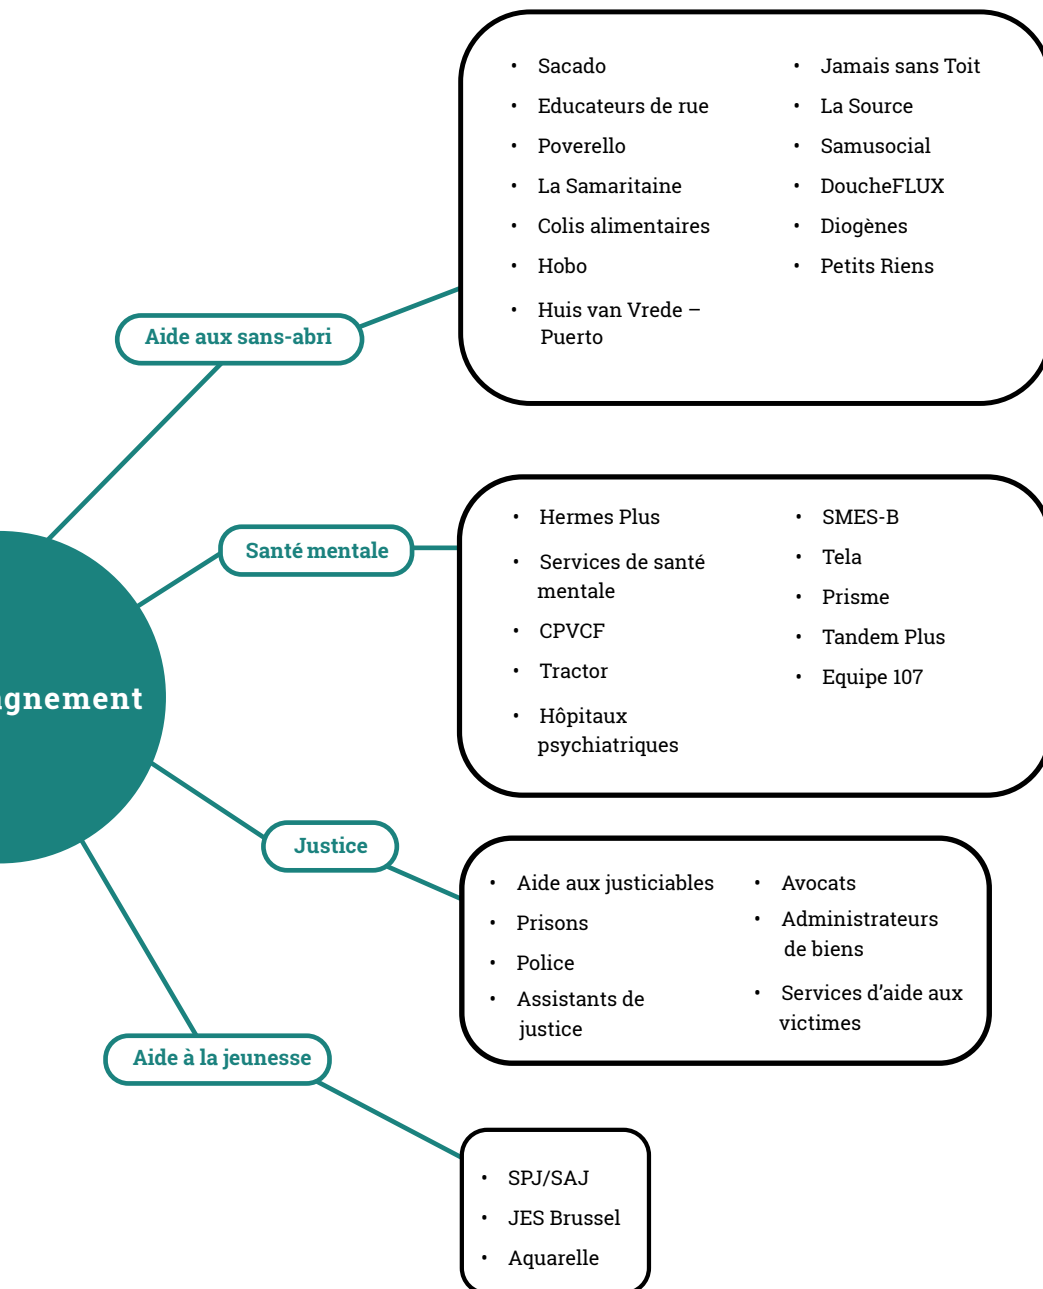 Aide aux sans-abri
• Sacado
• Educateurs de rue
• Poverello
• La Samaritaine
• Colis alimentaires
• Hobo
• Huis van Vrede –
Puerto
• Jamais sans Toit
• La Source
• Samusocial
• DoucheFLUX
• Diogènes
• Petits Riens
Santé mentale
• Hermes Plus
• Services de santé
mentale
• CPVCF
• Tractor
• Hôpitaux
psychiatriques
• SMES-B
• Tela
• Prisme
• Tandem Plus
• Equipe 107
gnement
Justice
• Aide aux justiciables
• Prisons
• Police
• Assistants de
justice
• Avocats
• Administrateurs
de biens
• Services d’aide aux
victimes
Aide à la jeunesse
• SPJ/SAJ
• JES Brussel
• Aquarelle